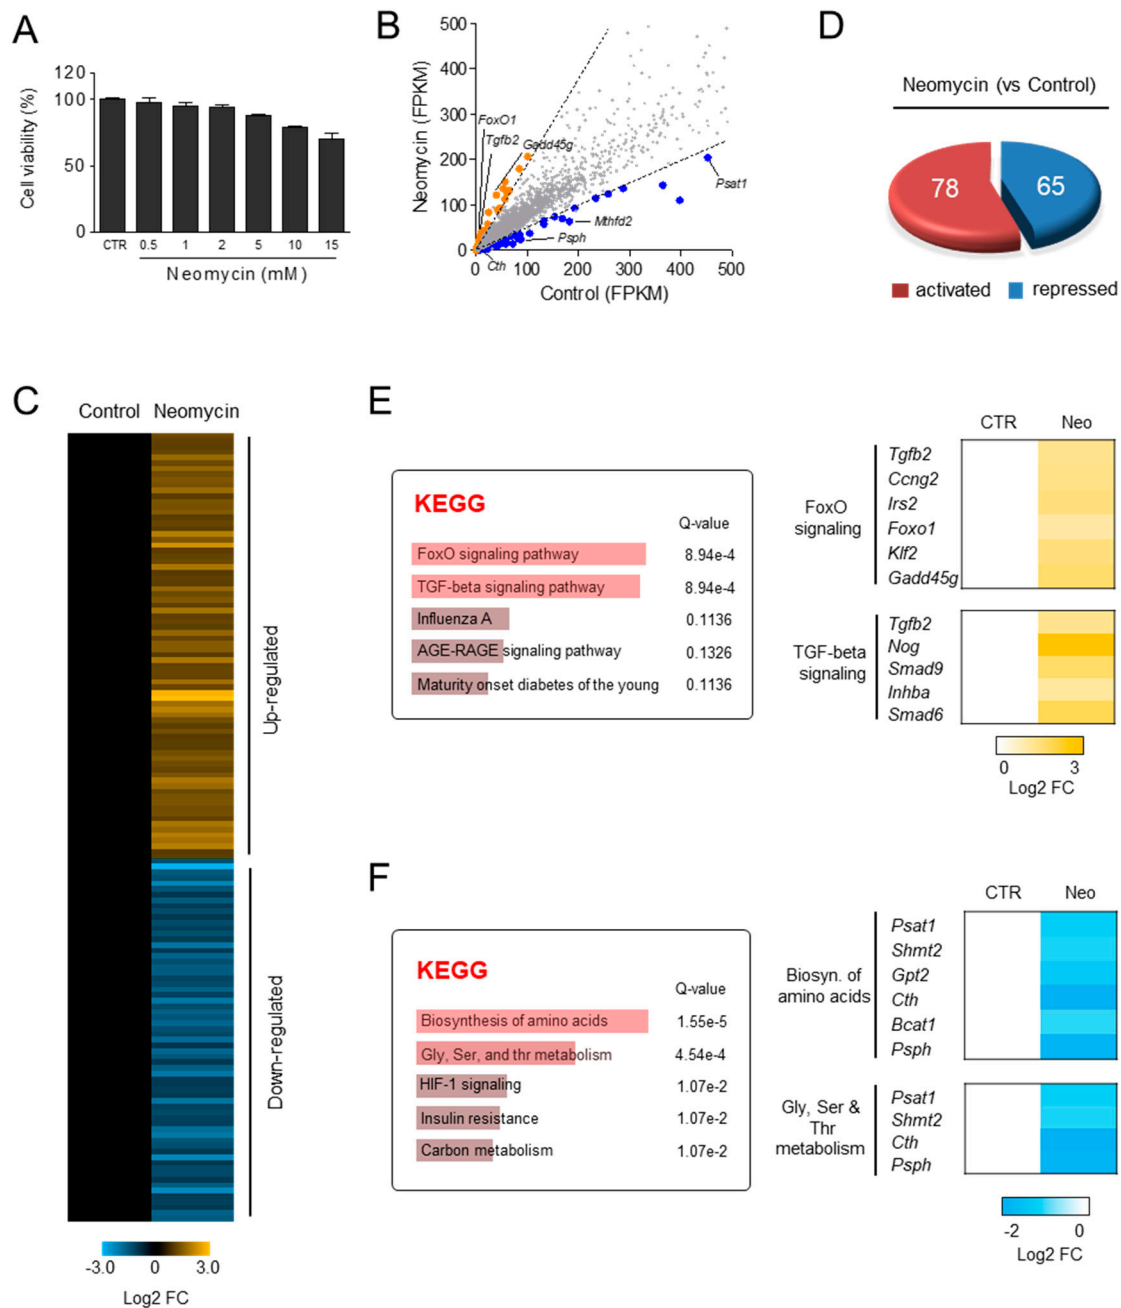 A
Cell viability (%)
120
100
50
0
CTR 0.5 1 2 5 10 15
Neomycin (mM)
B
Neomycin (FPKM)
500
400
300
200
100
0
FoxO1
Tgfb2
Gadd45g
Psat1
Mthfd2
Psph
Cth
0 100 200 300 400 500
Control (FPKM)
D
Neomycin (vs Control)
78
65
activated repressed
C
Control Neomycin
Up-regulated
Down-regulated
-3.0 0 3.0
Log2 FC
E
KEGG
Q-value
FoxO signaling pathway 8.94e-4
TGF-beta signaling pathway 8.94e-4
Influenza A 0.1136
AGE-RAGE signaling pathway 0.1326
Maturity onset diabetes of the young 0.1136
CTR Neo
FoxO
signaling
Tgfb2
Ccng2
Irs2
Foxo1
Klf2
Gadd45g
TGF-beta
signaling
Tgfb2
Nog
Smad9
Inhba
Smad6
0 3
Log2 FC
F
KEGG
Q-value
Biosynthesis of amino acids 1.55e-5
Gly, Ser, and thr metabolism 4.54e-4
HIF-1 signaling 1.07e-2
Insulin resistance 1.07e-2
Carbon metabolism 1.07e-2
CTR Neo
Biosyn. of
amino acids
Psat1
Shmt2
Gpt2
Cth
Bcat1
Psph
Gly, Ser &
Thr
metabolism
Psat1
Shmt2
Cth
Psph
-2 0
Log2 FC